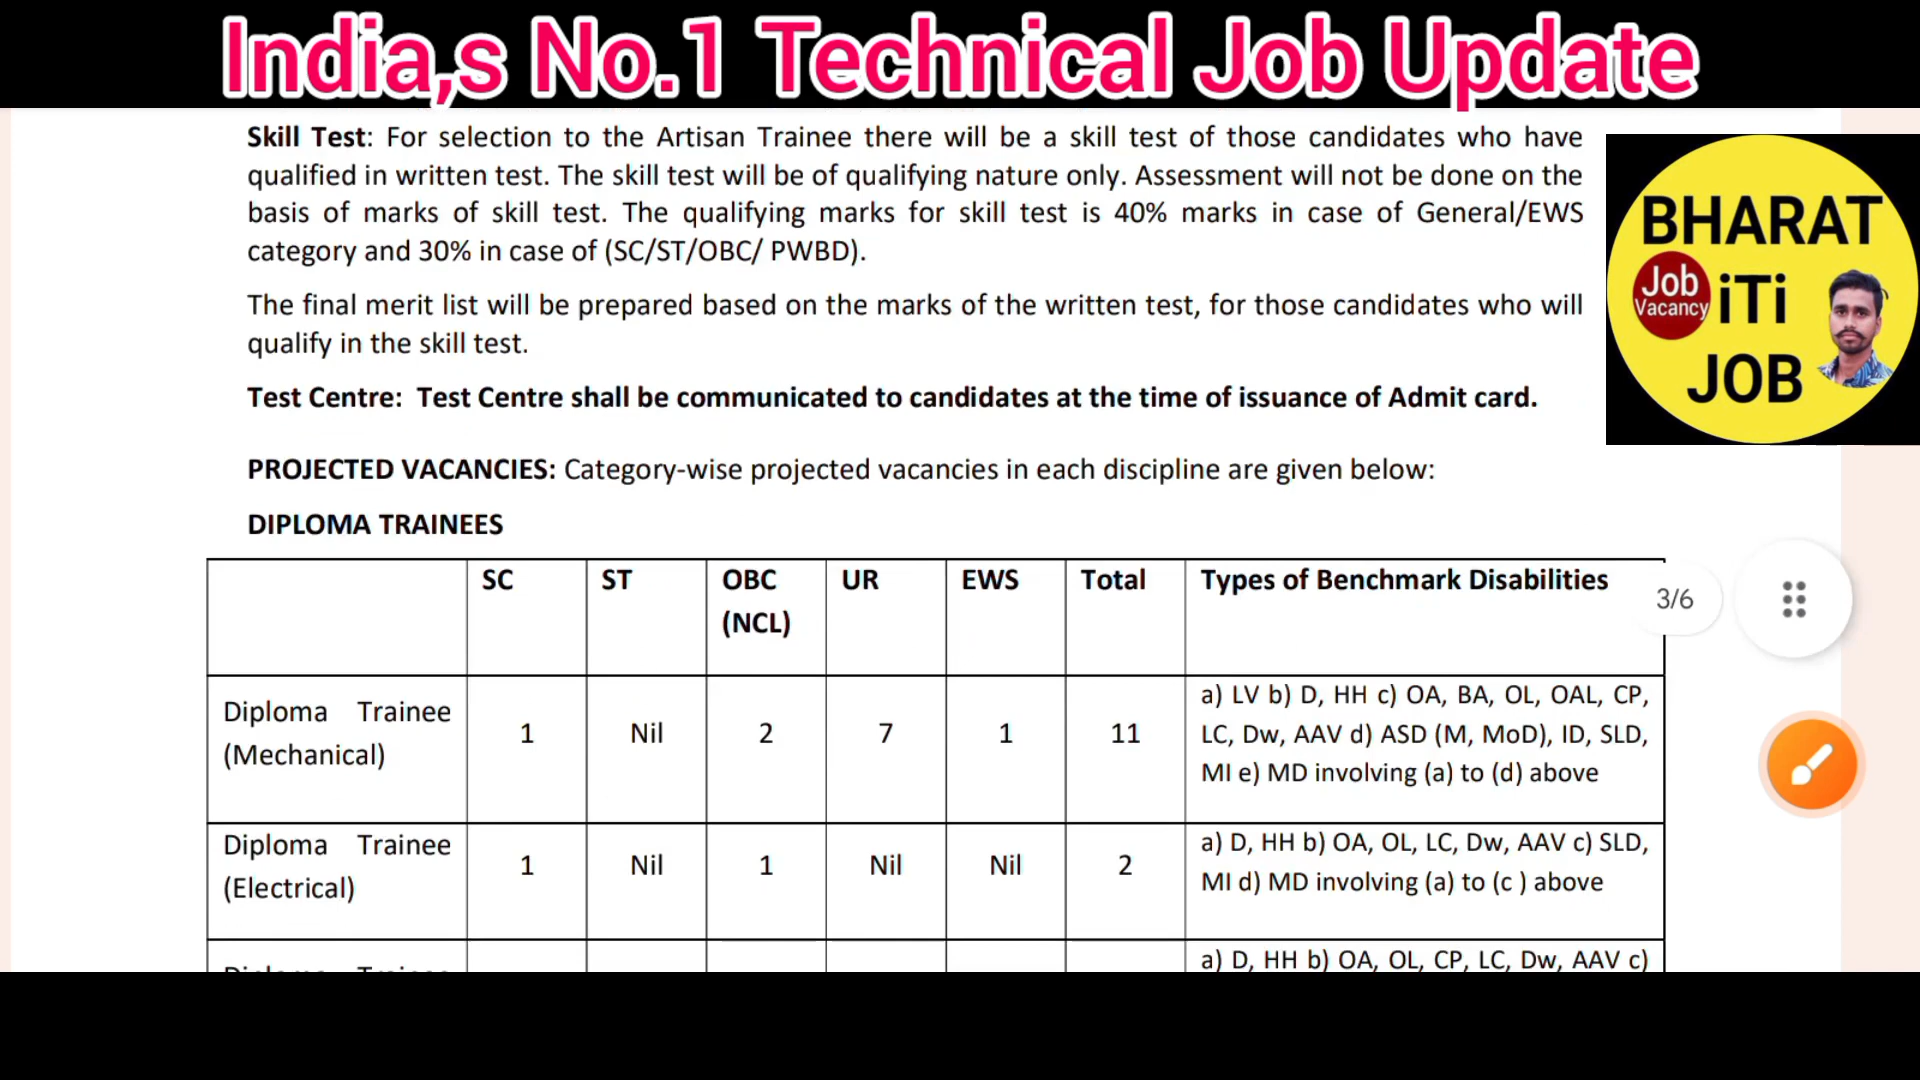 India,s No.1 Technical Job Update
Skill Test: For selection to the Artisan Trainee there will be a skill test of those candidates who have
qualified in written test. The skill test will be of qualifying nature only. Assessment will not be done on the
basis of marks of skill test. The qualifying marks for skill test is 40% marks in case of General/EWS
category and 30% in case of (SC/ST/OBC/ PWBD).
The final merit list will be prepared based on the marks of the written test, for those candidates who will
qualify in the skill test.
Test Centre: Test Centre shall be communicated to candidates at the time of issuance of Admit card.
BHARAT
Job
Vacancy
iTi
JOB
PROJECTED VACANCIES: Category-wise projected vacancies in each discipline are given below:
DIPLOMA TRAINEES
SC ST OBC UR EWS Total Types of Benchmark Disabilities
(NCL)
3/6
Diploma Trainee
(Mechanical)
1 Nil 2 7 1 11
a) LV b) D, HH c) OA, BA, OL, OAL, CP,
LC, Dw, AAV d) ASD (M, MoD), ID, SLD,
MI e) MD involving (a) to (d) above
Diploma Trainee
(Electrical)
1 Nil 1 Nil Nil 2
a) D, HH b) OA, OL, LC, Dw, AAV c) SLD,
MI d) MD involving (a) to (c ) above
a) D, HH b) OA, OL, CP, LC, Dw, AAV c)